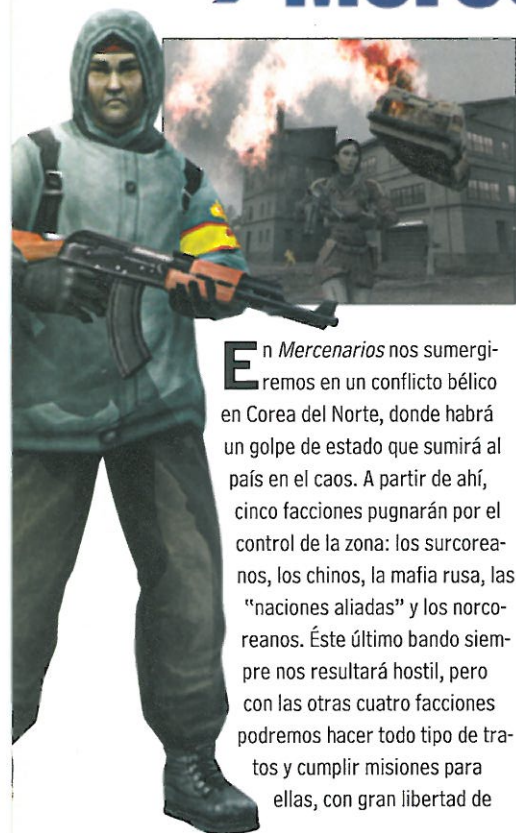 En Mercenarios nos sumergi-
remos en un conflicto bélico
en Corea del Norte, donde habrá
un golpe de estado que sumirá al
país en el caos. A partir de ahí,
cinco facciones pugnarán por el
control de la zona: los surcorea-
nos, los chinos, la mafia rusa, las
"naciones aliadas" y los norco-
reanos. Éste último bando siem-
pre nos resultará hostil, pero
con las otras cuatro facciones
podremos hacer todo tipo de tra-
tos y cumplir misiones para
ellas, con gran libertad de